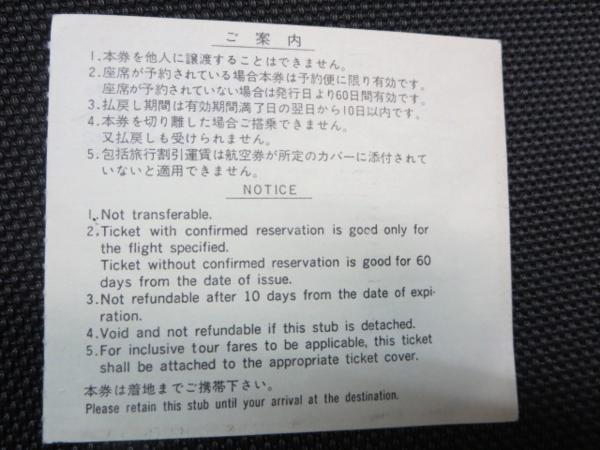 ご案内
1.本券を他人に譲渡することはできません。
2.座席が予約されている場合本券は予約便に限り有効です。
座席が予約されていない場合は発行日より60日間有効です。
3.払戻し期間は有効期間満了日の翌日から10日以内です。
4.本券を切り離した場合ご搭乗できません。
又払戻しも受けられません。
5.包括旅行割引運賃は航空券が所定のカバーに添付されて
いないと適用できません。
NOTICE
1.Not transferable.
2.Ticket with confirmed reservation is good only for
the flight specified.
Ticket without confirmed reservation is good for 60
days from the date of issue.
3.Not refundable after 10 days from the date of expi-
ration.
4.Void and not refundable if this stub is detached.
5.For inclusive tour fares to be applicable, this ticket
shall be attached to the appropriate ticket cover.
本券は着地までご携帯下さい。
Please retain this stub until your arrival at the destination.